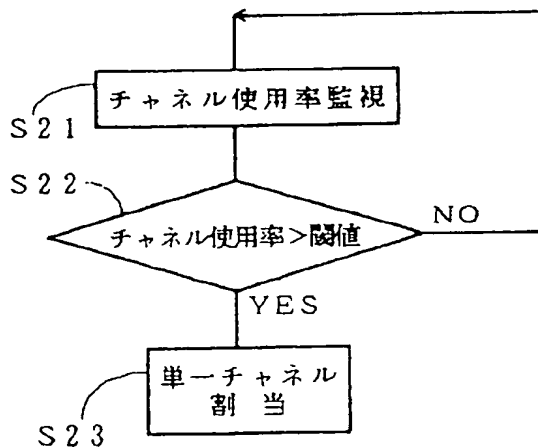 チャネル使用率監視
S21
S22
チャネル使用率>閾値
NO
YES
単一チャネル
割当
S23